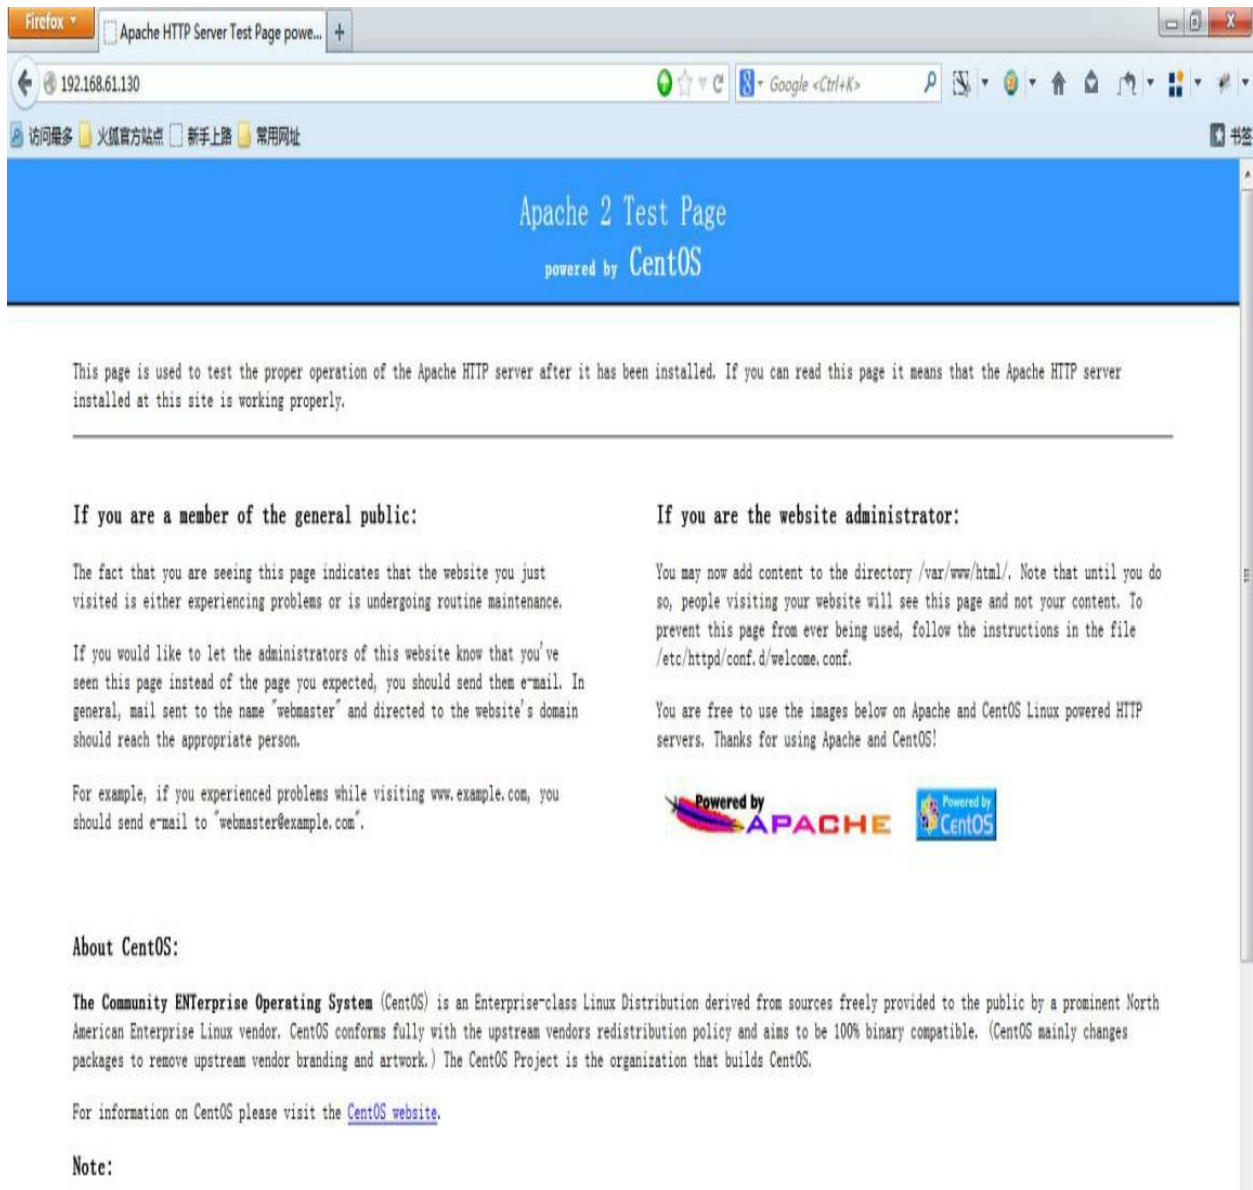 Firefox
Apache HTTP Server Test Page powe...
192.168.61.130
Google <Ctrl+K>
访问最多
火狐官方站点
新手上路
常用网址
书签
Apache 2 Test Page
powered by CentOS
This page is used to test the proper operation of the Apache HTTP server after it has been installed. If you can read this page it means that the Apache HTTP server
installed at this site is working properly.
If you are a member of the general public:
The fact that you are seeing this page indicates that the website you just
visited is either experiencing problems or is undergoing routine maintenance.
If you would like to let the administrators of this website know that you've
seen this page instead of the page you expected, you should send them e-mail. In
general, mail sent to the name "webmaster" and directed to the website's domain
should reach the appropriate person.
For example, if you experienced problems while visiting www.example.com, you
should send e-mail to "webmaster@example.com".
If you are the website administrator:
You may now add content to the directory /var/www/html/. Note that until you do
so, people visiting your website will see this page and not your content. To
prevent this page from ever being used, follow the instructions in the file
/etc/httpd/conf.d/welcome.conf.
You are free to use the images below on Apache and CentOS Linux powered HTTP
servers. Thanks for using Apache and CentOS!
Powered by
APACHE
Powered by
CentOS
About CentOS:
The Community ENTerprise Operating System (CentOS) is an Enterprise-class Linux Distribution derived from sources freely provided to the public by a prominent North
American Enterprise Linux vendor. CentOS conforms fully with the upstream vendors redistribution policy and aims to be 100% binary compatible. (CentOS mainly changes
packages to remove upstream vendor branding and artwork.) The CentOS Project is the organization that builds CentOS.
For information on CentOS please visit the CentOS website.
Note: